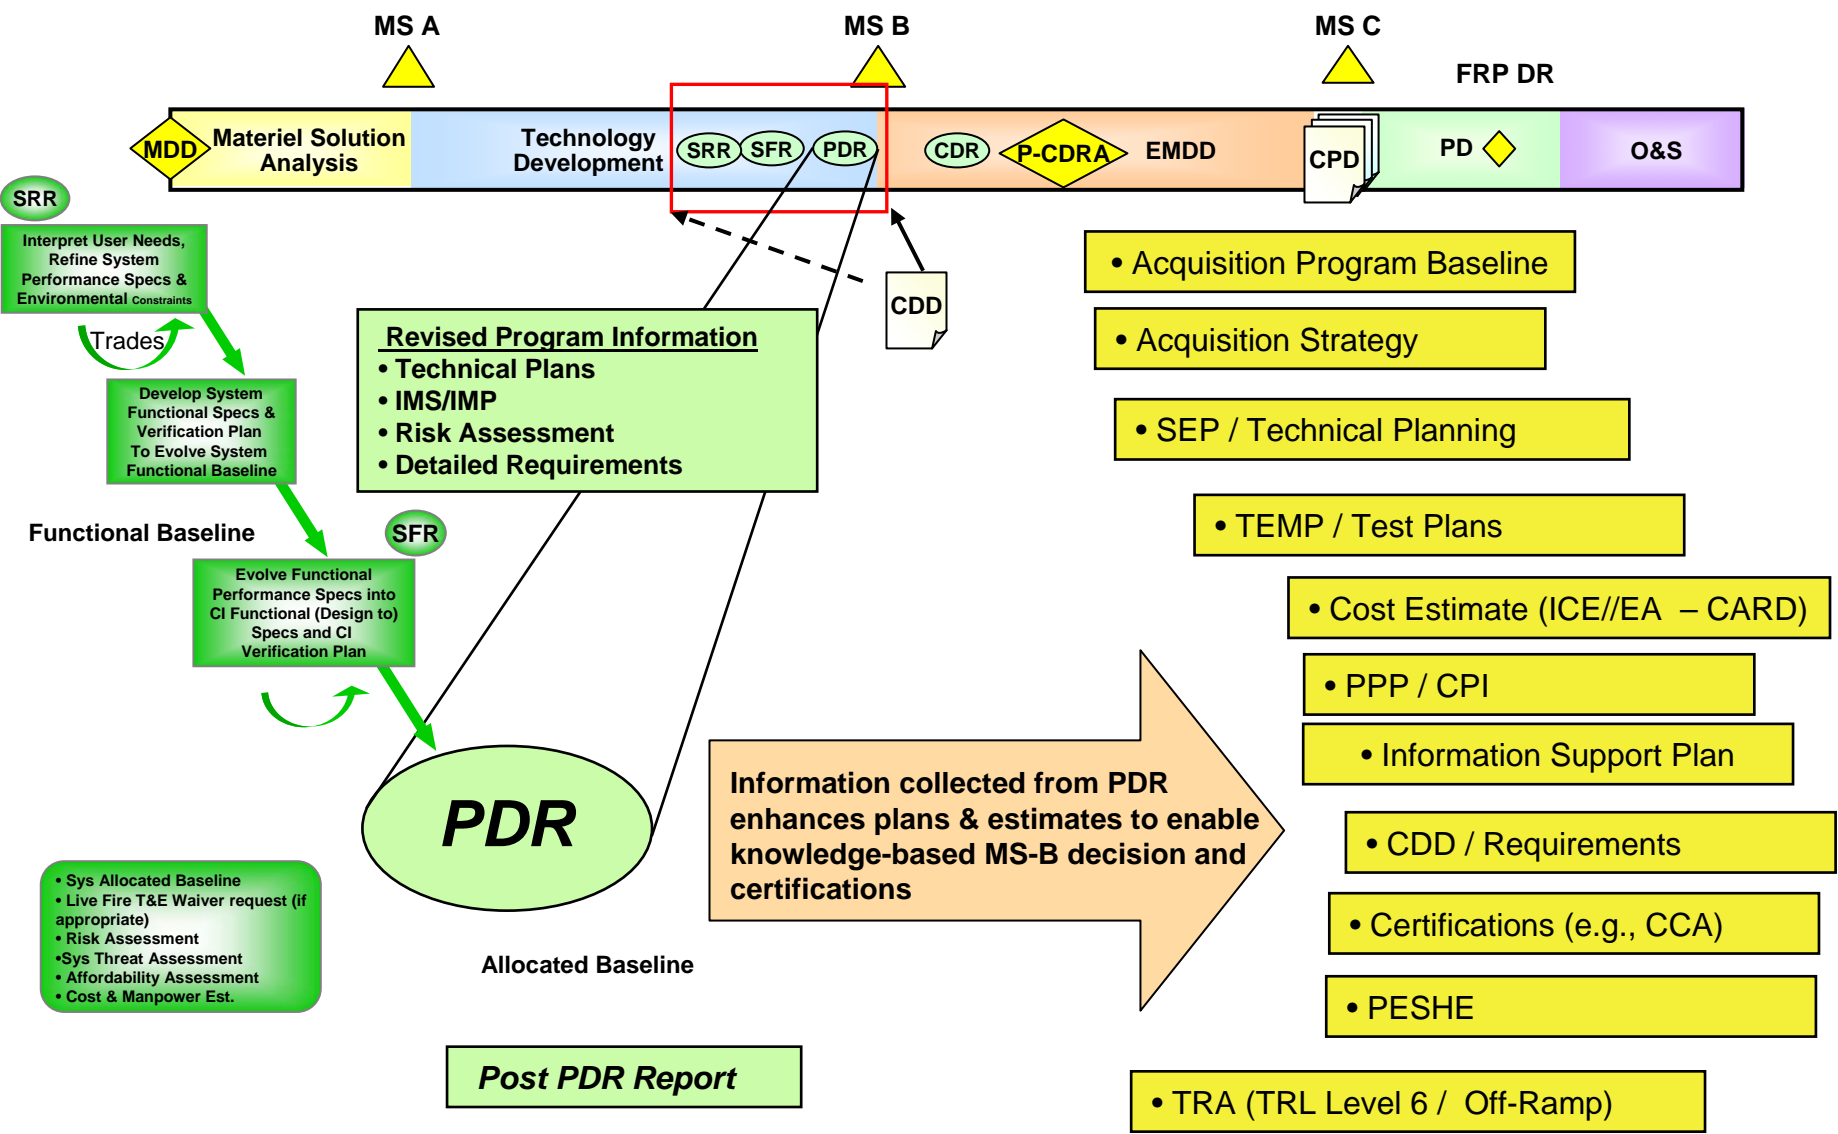 MS A
MS B
MS C
FRP DR
MDD
Materiel Solution
Analysis
Technology
Development
SRR
SFR
PDR
CDR
P-CDRA
EMDD
CPD
PD
O&S
SRR
Interpret User Needs,
Refine System
Performance Specs &
Environmental Constraints
Trades
Develop System
Functional Specs &
Verification Plan
To Evolve System
Functional Baseline
Functional Baseline
SFR
Evolve Functional
Performance Specs into
CI Functional (Design to)
Specs and CI
Verification Plan
• Sys Allocated Baseline
• Live Fire T&E Waiver request (if
appropriate)
• Risk Assessment
•Sys Threat Assessment
• Affordability Assessment
• Cost & Manpower Est.
CDD
Revised Program Information
• Technical Plans
• IMS/IMP
• Risk Assessment
• Detailed Requirements
PDR
Allocated Baseline
Post PDR Report
Information collected from PDR
enhances plans & estimates to enable
knowledge-based MS-B decision and
certifications
• Acquisition Program Baseline
• Acquisition Strategy
• SEP / Technical Planning
• TEMP / Test Plans
• Cost Estimate (ICE//EA – CARD)
• PPP / CPI
• Information Support Plan
• CDD / Requirements
• Certifications (e.g., CCA)
• PESHE
• TRA (TRL Level 6 / Off-Ramp)